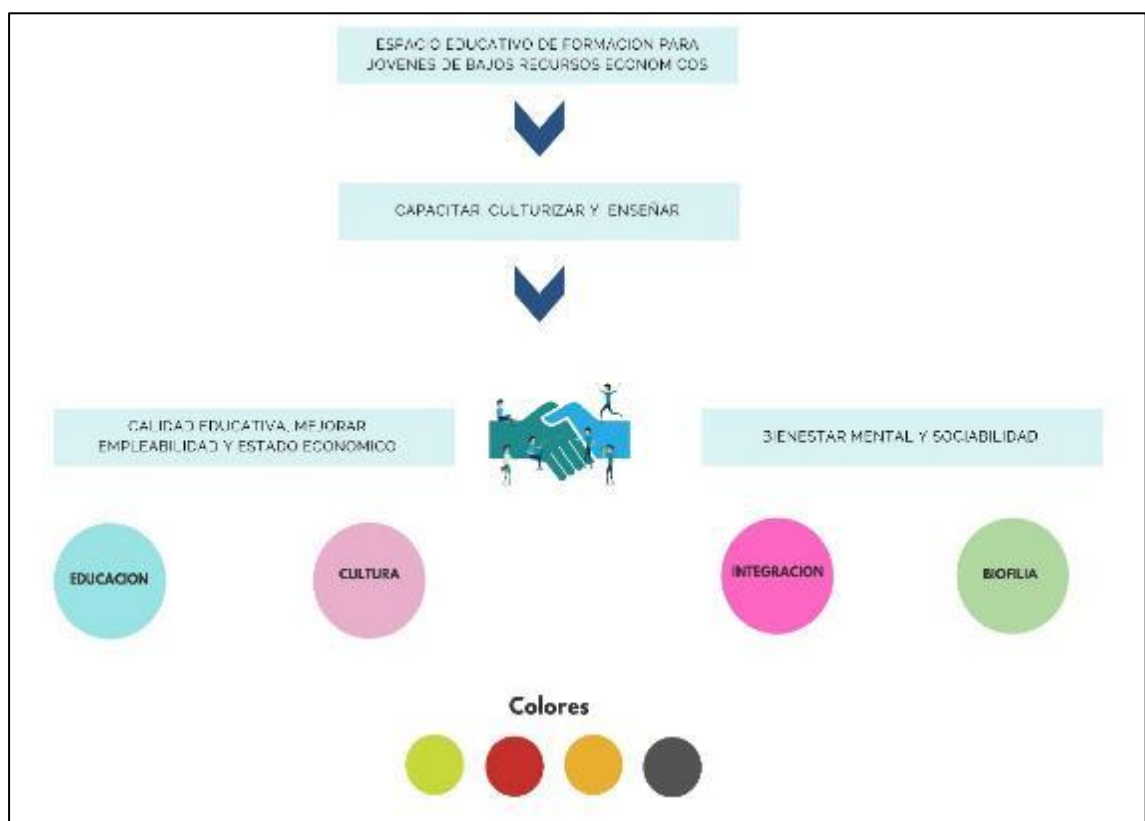 ESPACIO EDUCATIVO DE FORMACION PARA
JOVENES DE BAJOS RECURSOS ECONOMICOS
CAPACITAR, CULTURIZAR Y ENSEÑAR
CALIDAD EDUCATIVA, MEJORAR
EMPLEABILIDAD Y ESTADO ECONOMICO
BIENESTAR MENTAL Y SOCIABILIDAD
EDUCACION
CULTURA
INTEGRACION
BIOFILIA
Colores